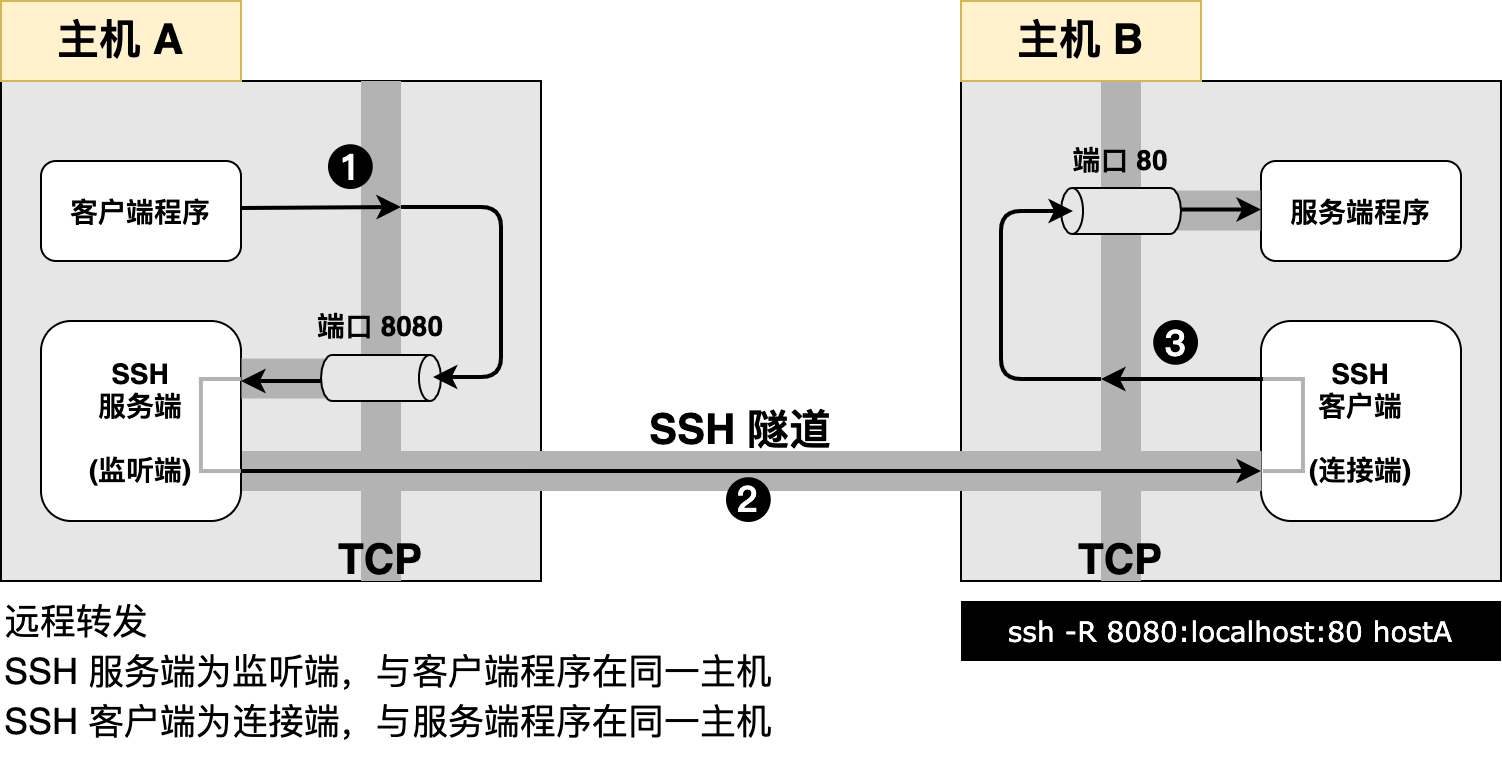 主机 A
主机 B
❶
端口 80
客户端程序
服务端程序
端口 8080
❸
SSH
服务端
(监听端)
SSH
客户端
(连接端)
SSH 隧道
❷
TCP
TCP
远程转发
SSH 服务端为监听端，与客户端程序在同一主机
SSH 客户端为连接端，与服务端程序在同一主机
ssh -R 8080:localhost:80 hostA